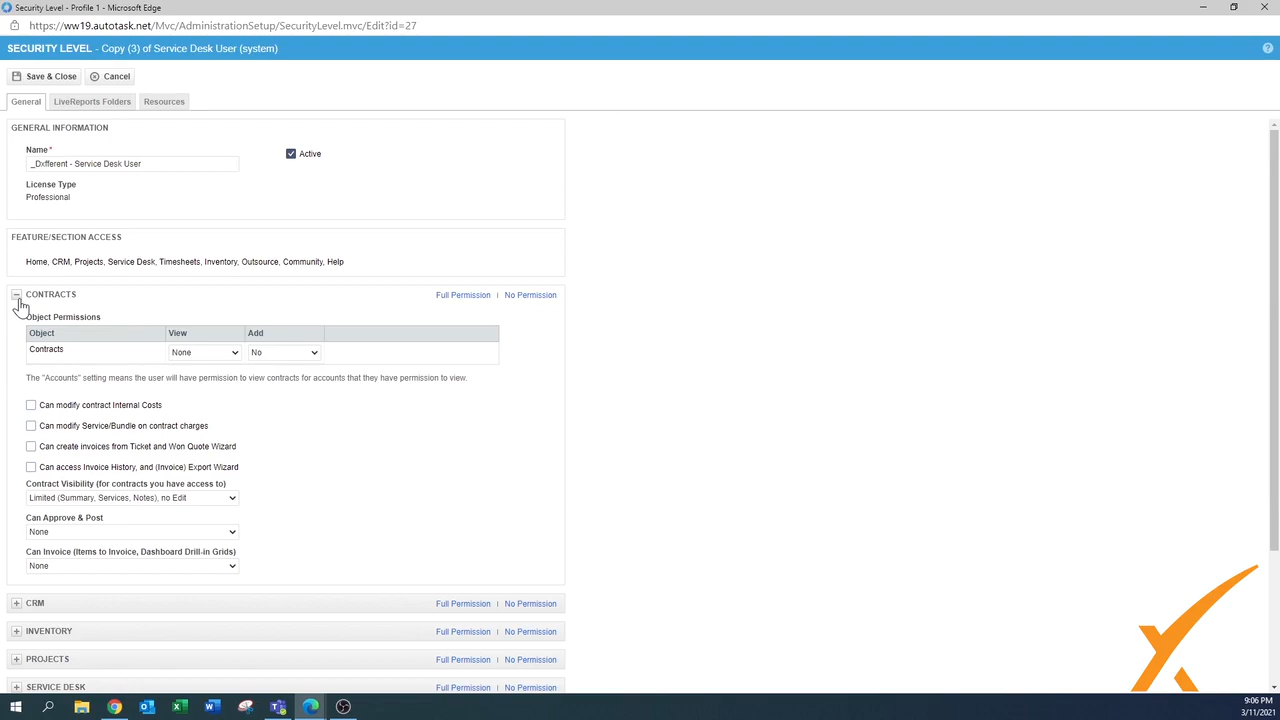 Security Level - Profile 1 - Microsoft Edge
https://ww19.autotask.net/Mvc/AdministrationSetup/SecurityLevel.mvc/Edit?id=27
SECURITY LEVEL - Copy (3) of Service Desk User (system)
?
Save & Close Cancel
General LiveReports Folders Resources
GENERAL INFORMATION
Name *
_Dxfferent - Service Desk User
Active
License Type
Professional
FEATURE/SECTION ACCESS
Home, CRM, Projects, Service Desk, Timesheets, Inventory, Outsource, Community, Help
CONTRACTS Full Permission | No Permission
Object Permissions
Object View Add
Contracts None No
The "Accounts" setting means the user will have permission to view contracts for accounts that they have permission to view.
Can modify contract Internal Costs
Can modify Service/Bundle on contract charges
Can create invoices from Ticket and Won Quote Wizard
Can access Invoice History, and (Invoice) Export Wizard
Contract Visibility (for contracts you have access to)
Limited (Summary, Services, Notes), no Edit
Can Approve & Post
None
Can Invoice (Items to Invoice, Dashboard Drill-in Grids)
None
CRM Full Permission | No Permission
INVENTORY Full Permission | No Permission
PROJECTS Full Permission | No Permission
SERVICE DESK Full Permission | No Permission
9:06 PM
3/11/2021